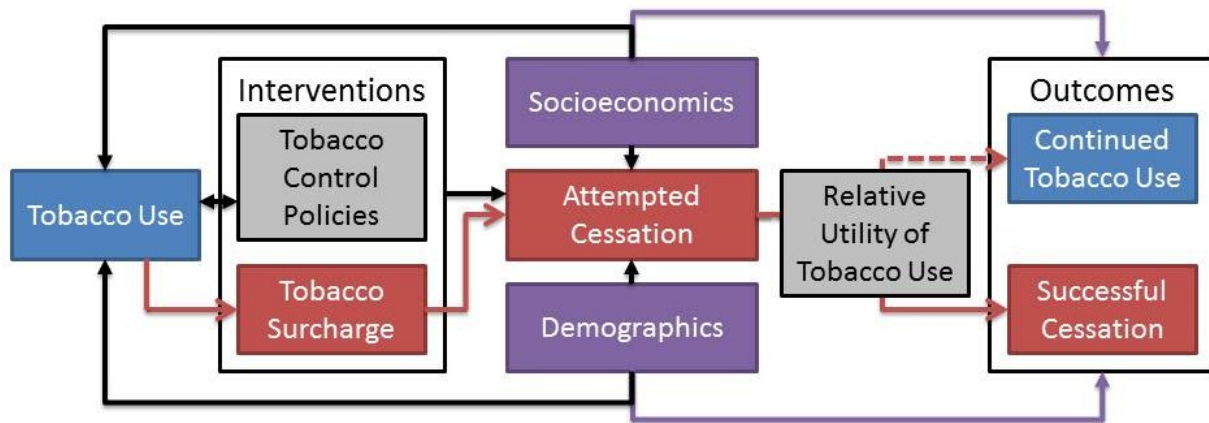 Interventions
Socioeconomics
Outcomes
Tobacco
Control
Policies
Continued
Tobacco Use
Tobacco Use
Attempted
Cessation
Relative
Utility of
Tobacco Use
Tobacco
Surcharge
Demographics
Successful
Cessation